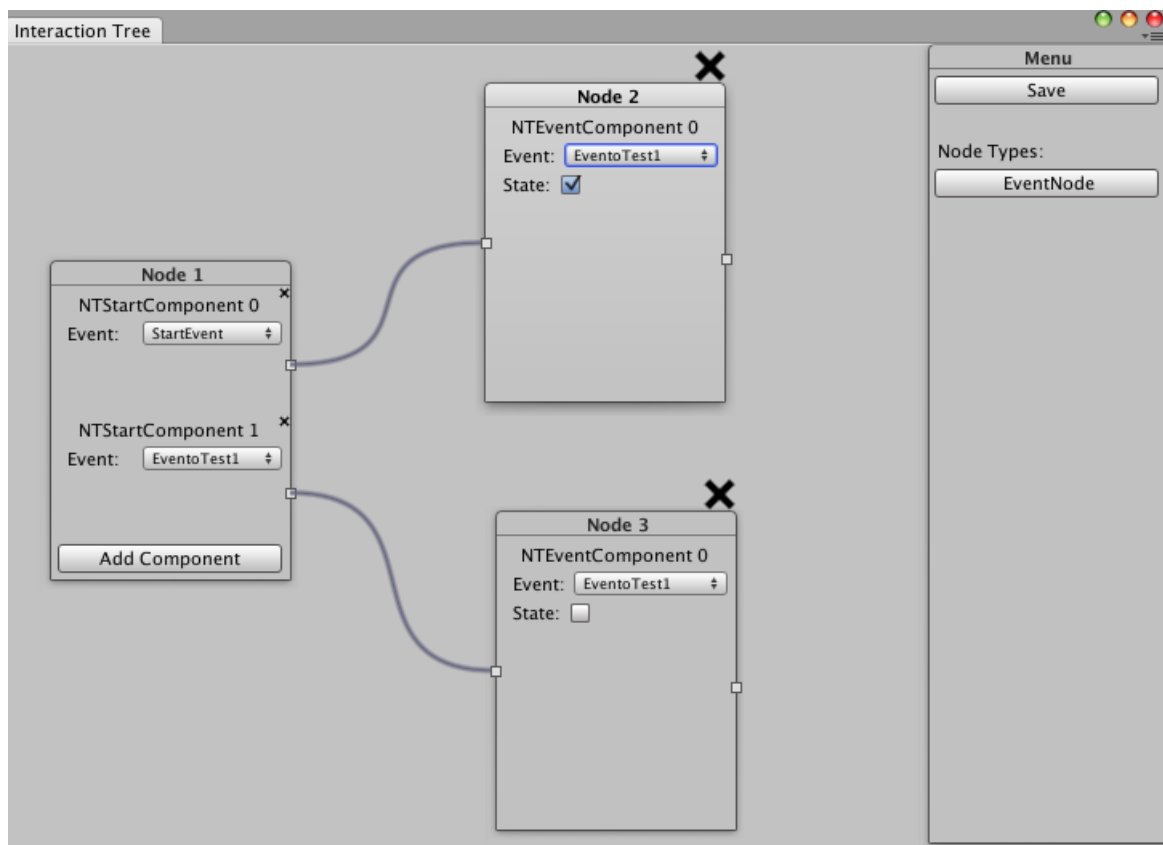 Interaction Tree
Menu
Save
Node Types:
EventNode
Node 2
NTEventComponent 0
Event: EventoTest1
State:
Node 1
NTStartComponent 0
Event: StartEvent
NTStartComponent 1
Event: EventoTest1
Add Component
Node 3
NTEventComponent 0
Event: EventoTest1
State: